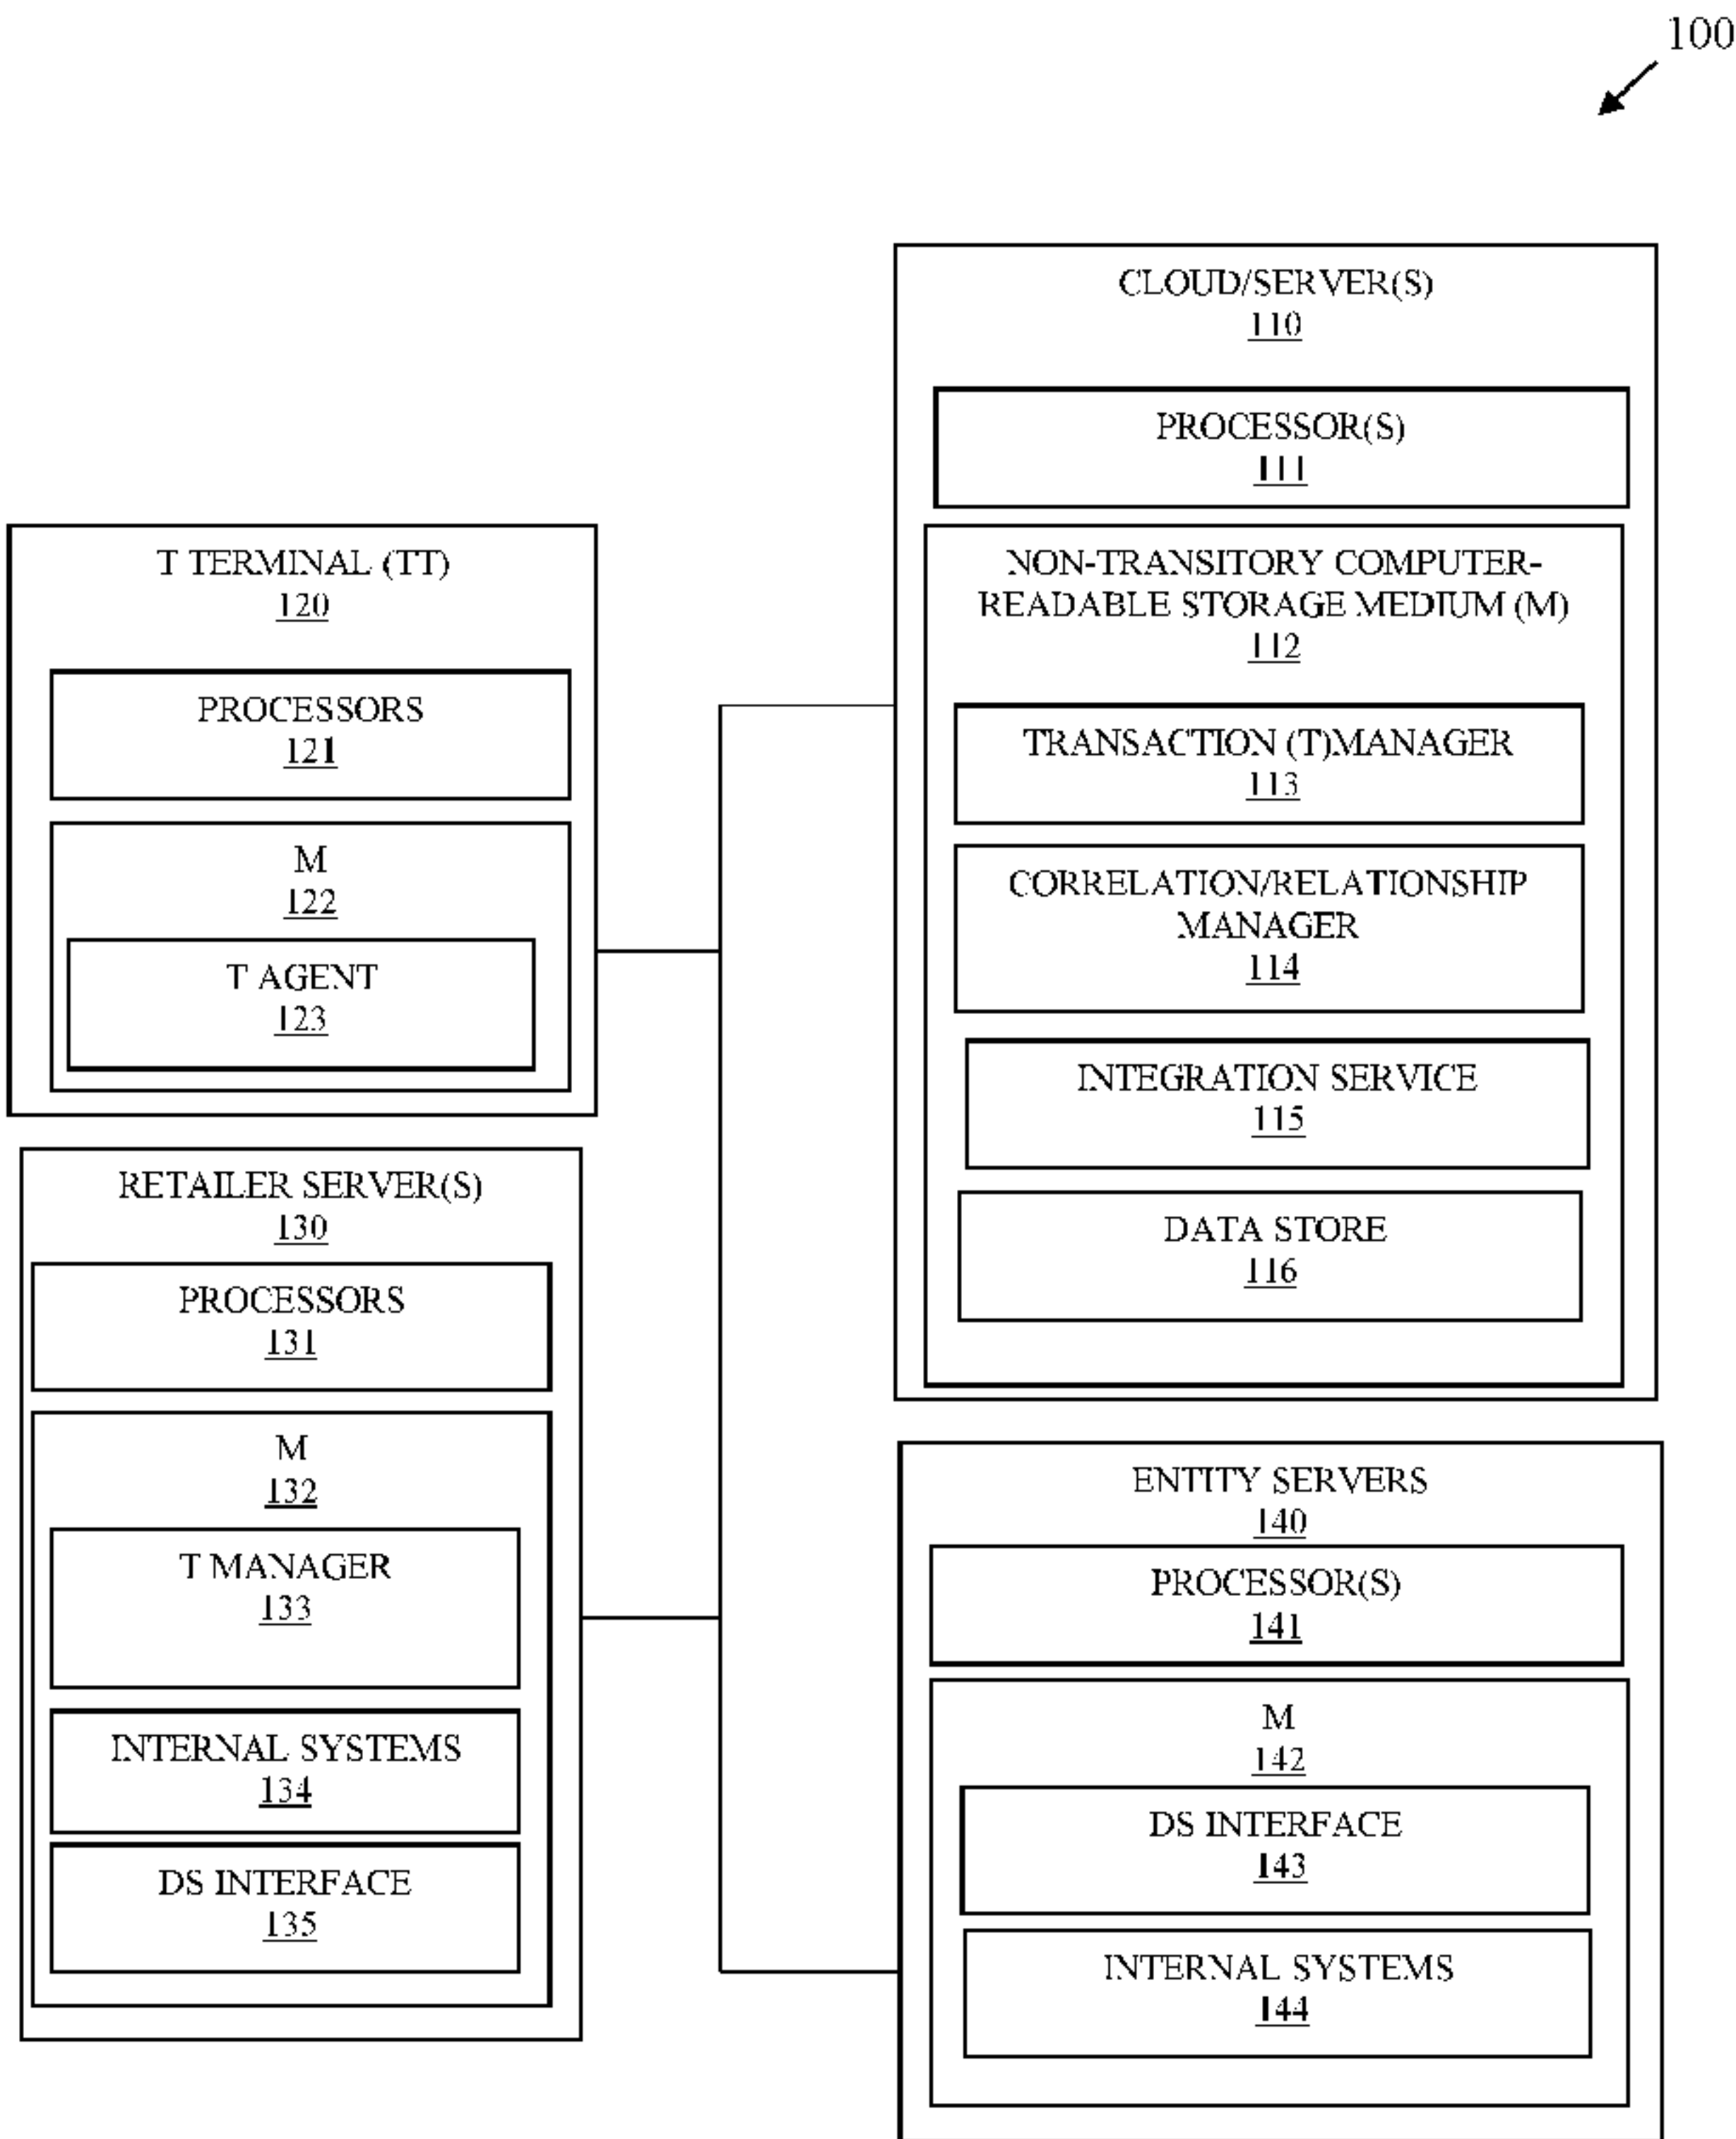 100
CLOUD/SERVER(S)
110
PROCESSOR(S)
111
NON-TRANSITORY COMPUTER-
READABLE STORAGE MEDIUM (M)
112
TRANSACTION (T)MANAGER
113
CORRELATION/RELATIONSHIP
MANAGER
114
INTEGRATION SERVICE
115
DATA STORE
116
T TERMINAL (TT)
120
PROCESSORS
121
M
122
T AGENT
123
RETAILER SERVER(S)
130
PROCESSORS
131
M
132
T MANAGER
133
INTERNAL SYSTEMS
134
DS INTERFACE
135
ENTITY SERVERS
140
PROCESSOR(S)
141
M
142
DS INTERFACE
143
INTERNAL SYSTEMS
144